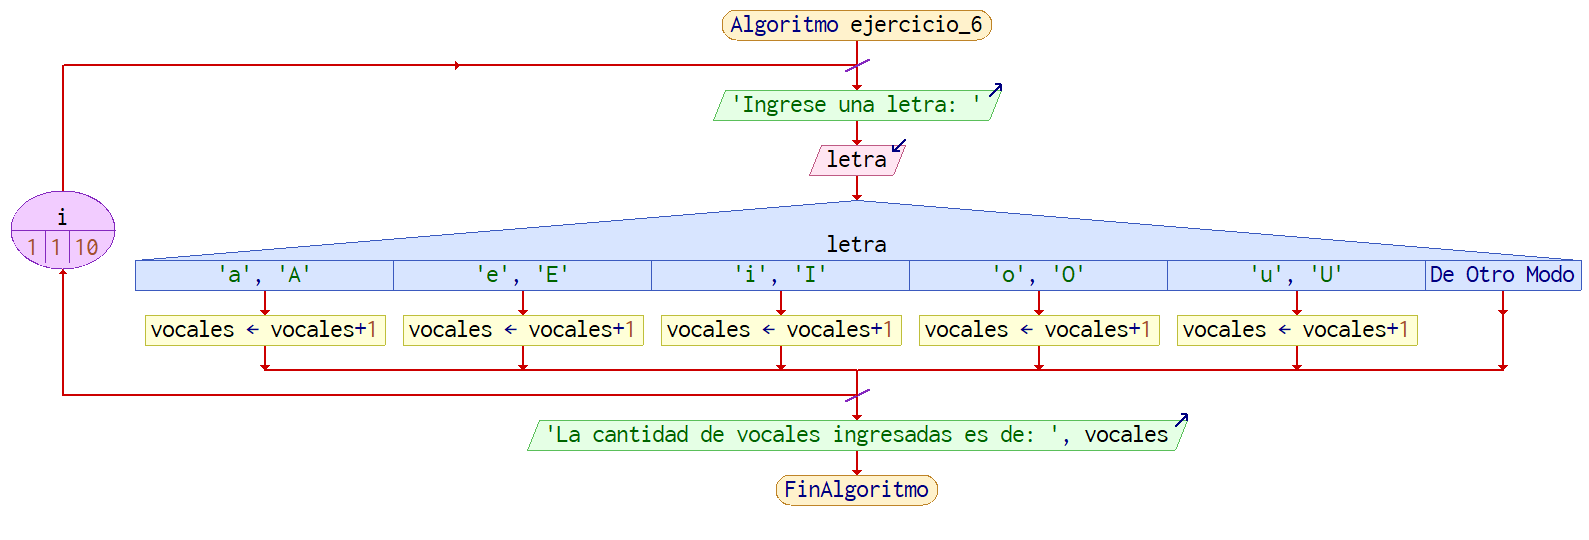 Algoritmo ejercicio_6
'Ingrese una letra: '
letra
i
1 1 10
letra
'a', 'A' 'e', 'E' 'i', 'I' 'o', 'O' 'u', 'U' De Otro Modo
vocales ← vocales+1 vocales ← vocales+1 vocales ← vocales+1 vocales ← vocales+1 vocales ← vocales+1
'La cantidad de vocales ingresadas es de: ', vocales
FinAlgoritmo